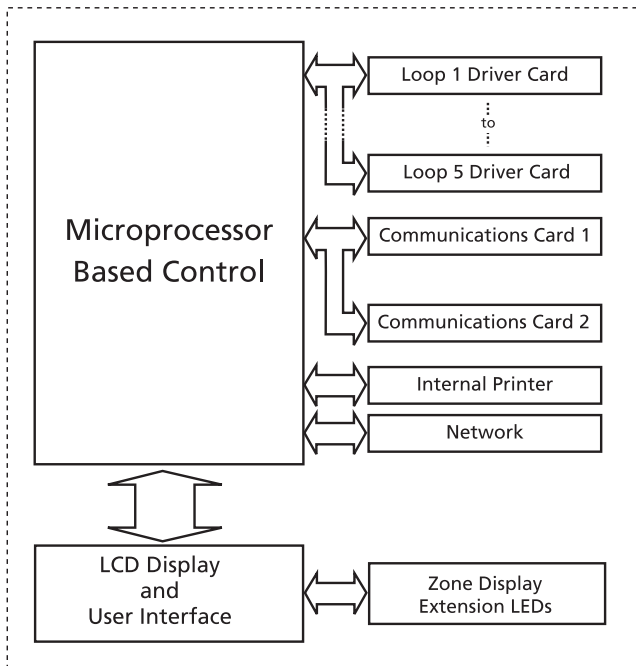 Microprocessor
Based Control
Loop 1 Driver Card
to
Loop 5 Driver Card
Communications Card 1
Communications Card 2
Internal Printer
Network
LCD Display
and
User Interface
Zone Display
Extension LEDs